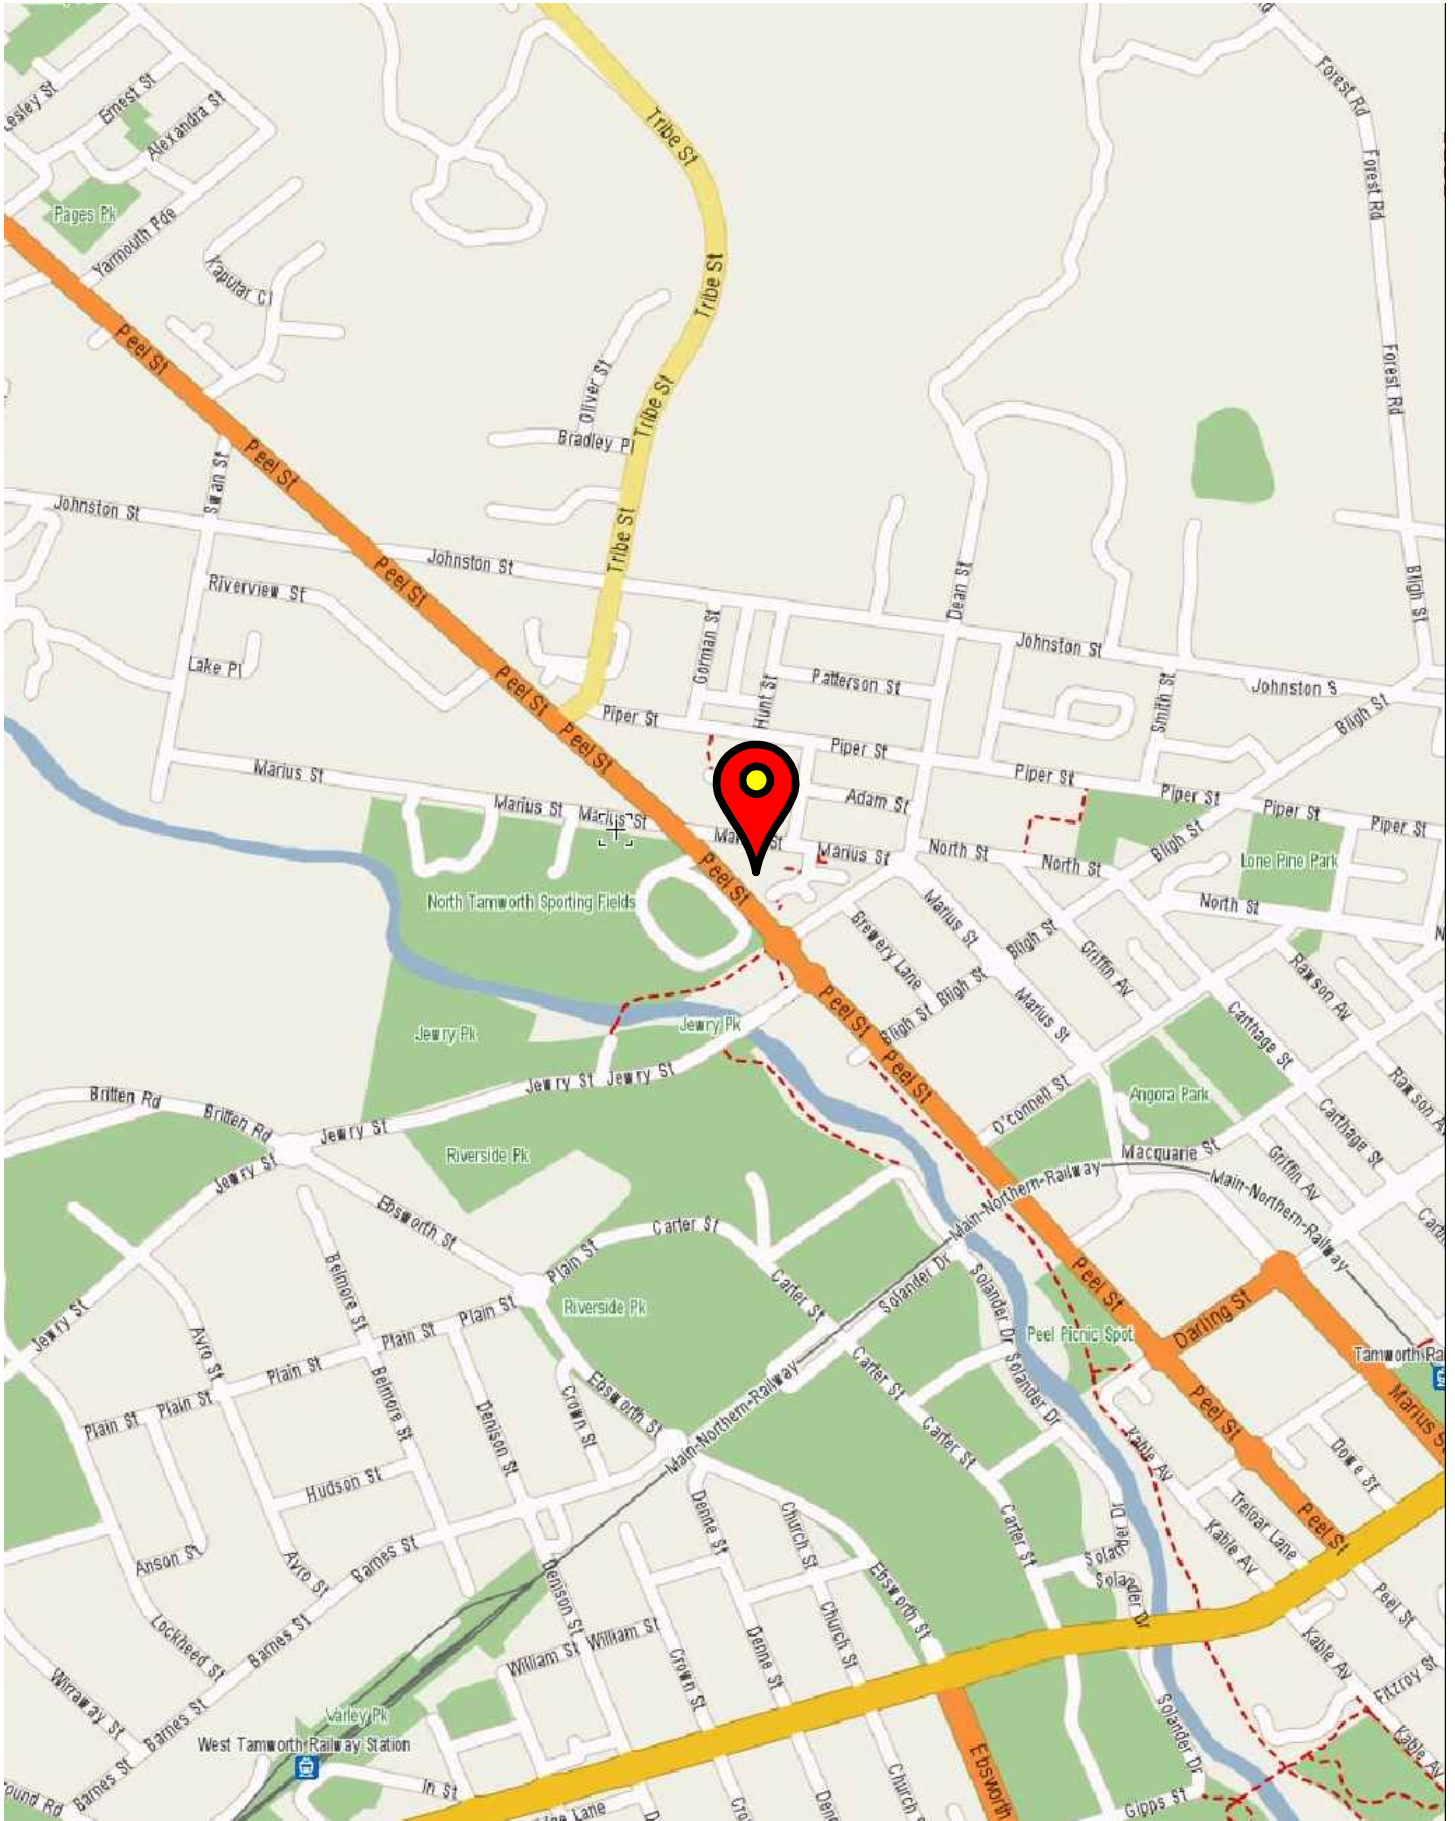 Forest Rd
Tribe St
Ernest St
Alexandra St
Forest Rd
Pages Pk
Yarmouth Pde
Kaputar Cl
Tribe St
Peel St
Oliver St
Tribe St
Forest Rd
Bradley Pl
Peel St
Swan St
Johnston St
Tribe St
Johnston St
Peel St
Riverview St
Dean St
Bligh St
Gorman St
Johnston St
Lake Pl
Patterson St
Johnston S
Peel St
Hunt St
Smith St
Piper St
Bligh St
Peel St
Piper St
Marius St
Piper St
Piper St
Piper St
Piper St
Adam St
Marius St
Marius St
Marius St
North St
Bligh St
North St
Lone Pine Park
Peel St
North Tamworth Sporting Fields
Marius St
North St
Brewery Lane
Bligh St
Griffin Av
Rawson Av
Bligh St
Bligh St
Peel St
Marius St
Jewry Pk
Jewry Pk
Carthage St
Peel St
Jewry St
Jewry St
Britten Rd
Britten Rd
Angora Park
O'connell St
Rawson A
Jewry St
Carthage St
Riverside Pk
Macquarie St
Griffin Av
Jewry St
Main-Northern-Railway
Main-Northern-Railway
Ebsworth St
Carter St
Plain St
Peel St
Belmore St
Solander Dr
Solander Dr
Carter St
Riverside Pk
Plain St
Darling St
Jewry St
Plain St
Peel Picnic Spot
Avro St
Tamworth Ra
Plain St
Carter St
Solander Dr
Main-Northern-Railway
Belmore St
Plain St
Plain St
Ebsworth St
Crown St
Peel St
Marius S
Denison St
Carter St
Kable Av
Dowe St
Hudson St
Treloar Lane
Peel St
Denne St
Church St
Carter St
Kable Av
Anson St
Avro St
Barnes St
Denison St
Ebsworth St
Solander Dr
Peel St
Lockheed St
Barnes St
William St
William St
Denne St
Church St
Crown St
Kable Av
Fitzroy St
Wirraway St
Varley Pk
Barnes St
West Tamworth Railway Station
Solander Dr
Kable Av
Barnes St
Ebsworth
Church St
Gipps St